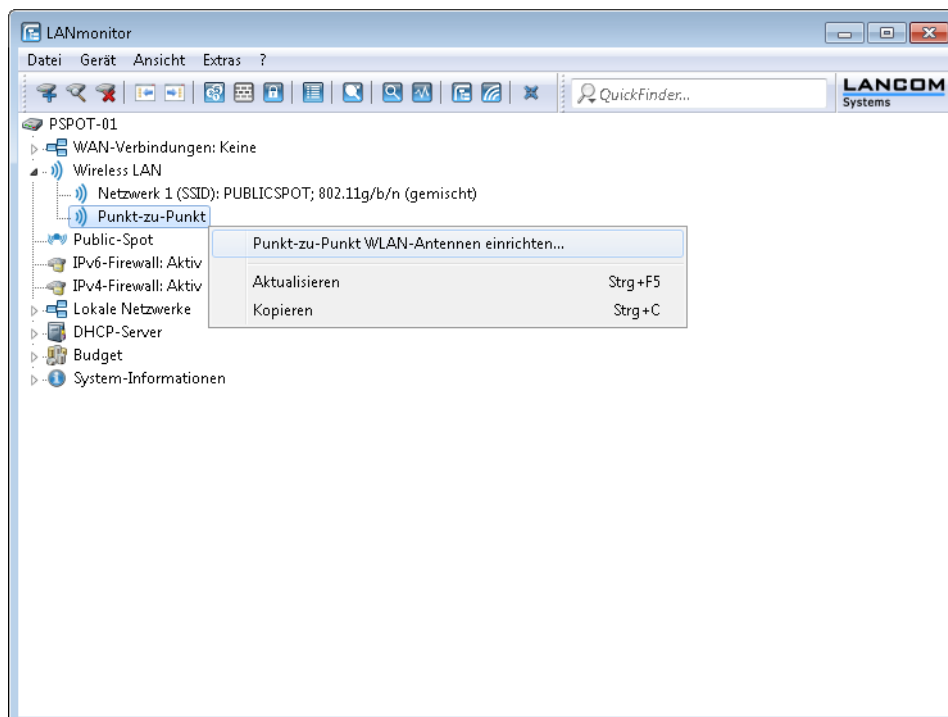 LANmonitor
Datei Gerät Ansicht Extras ?
QuickFinder...
LANCOM
Systems
PSPOT-01
WAN-Verbindungen: Keine
Wireless LAN
Netzwerk 1 (SSID): PUBLICSPOT; 802.11g/b/n (gemischt)
Punkt-zu-Punkt
Public-Spot
Punkt-zu-Punkt WLAN-Antennen einrichten...
IPv6-Firewall: Aktiv
Aktualisieren Strg+F5
IPv4-Firewall: Aktiv
Kopieren Strg+C
Lokale Netzwerke
DHCP-Server
Budget
System-Informationen